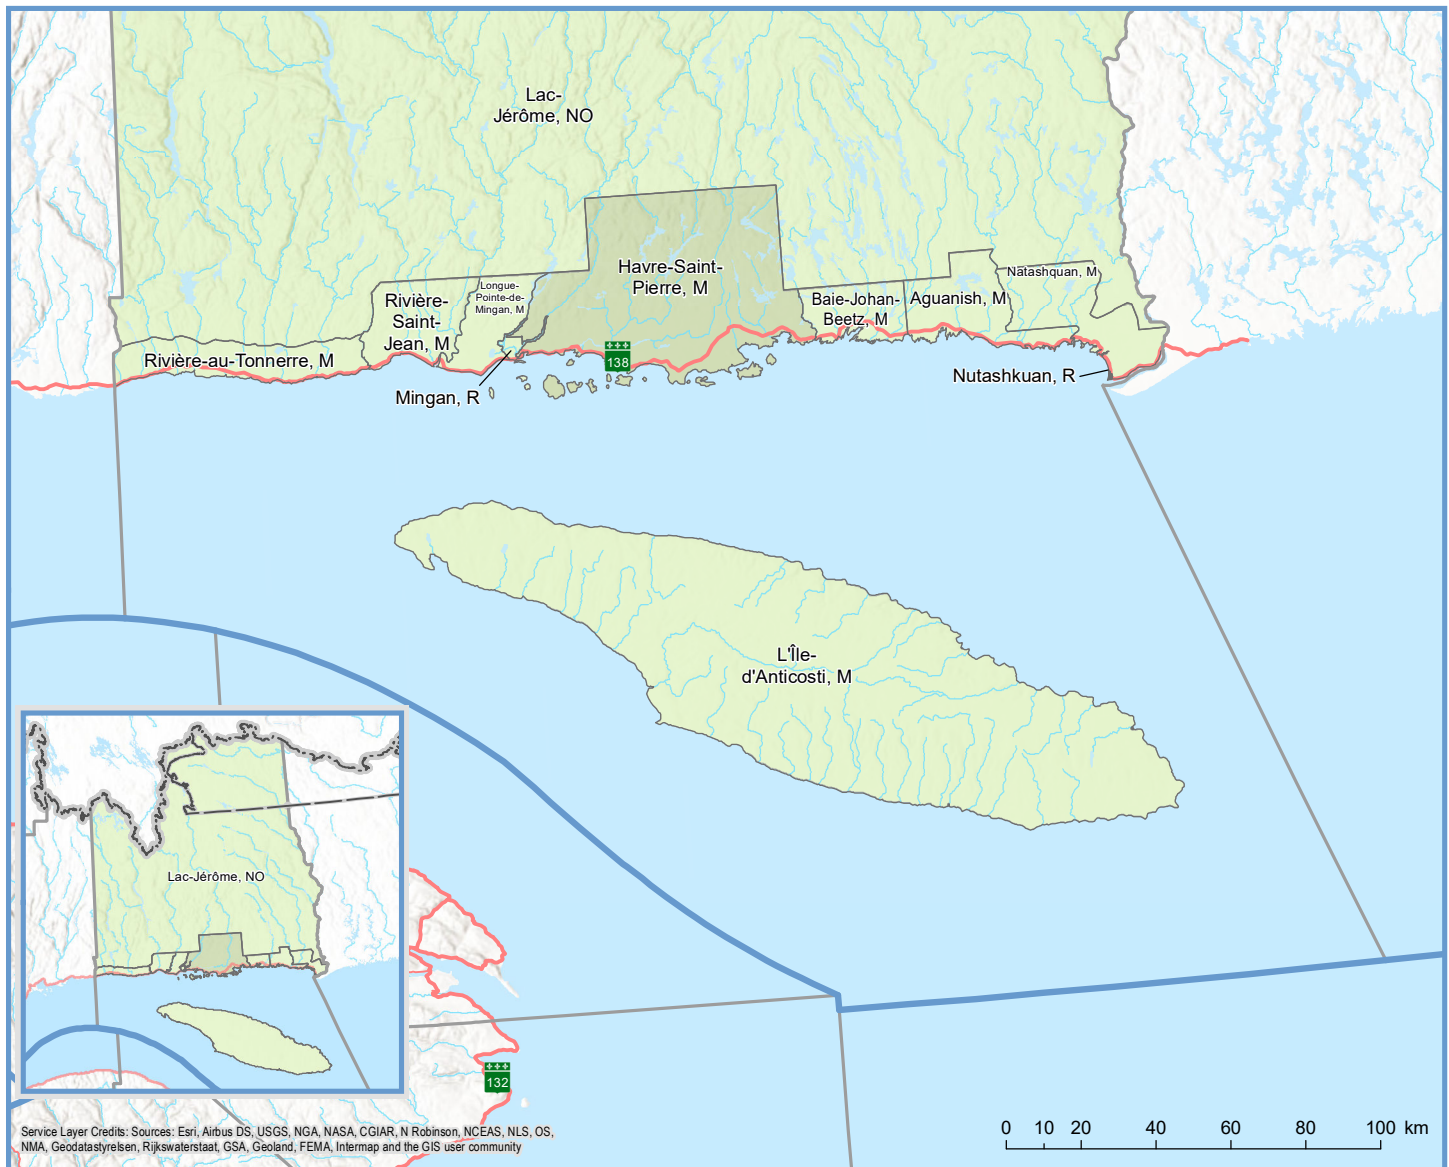 Lac-
Jérôme, NO
Havre-Saint-
Pierre, M
Natashquan, M
Longue-
Pointe-de-
Mingan, M
Rivière-
Saint-
Jean, M
Baie-Johan-
Beetz, M
Aguanish, M
Rivière-au-Tonnerre, M
138
Nutashkuan, R
Mingan, R
L'Île-
d'Anticosti, M
Lac-Jérôme, NO
132
Service Layer Credits: Sources: Esri, Airbus DS, USGS, NGA, NASA, CGIAR, N Robinson, NCEAS, NLS, OS,
NMA, Geodatastyrelsen, Rijkswaterstaat, GSA, Geoland, FEMA, Intermap and the GIS user community
0 10 20 40 60 80 100 km